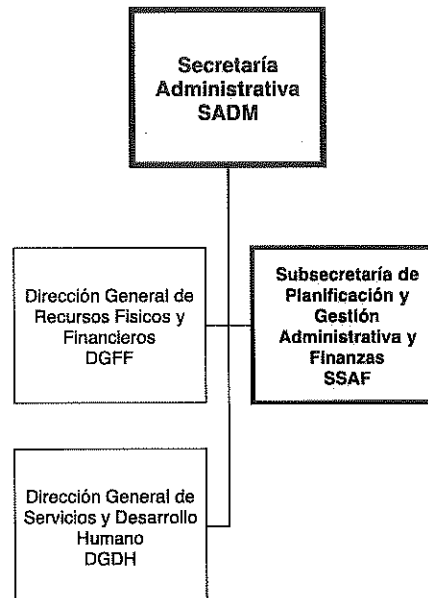 Secretaría
Administrativa
SADM
Dirección General de
Recursos Fisicos y
Financieros
DGFF
Subsecretaría de
Planificación y
Gestión
Administrativa y
Finanzas
SSAF
Dirección General de
Servicios y Desarrollo
Humano
DGDH